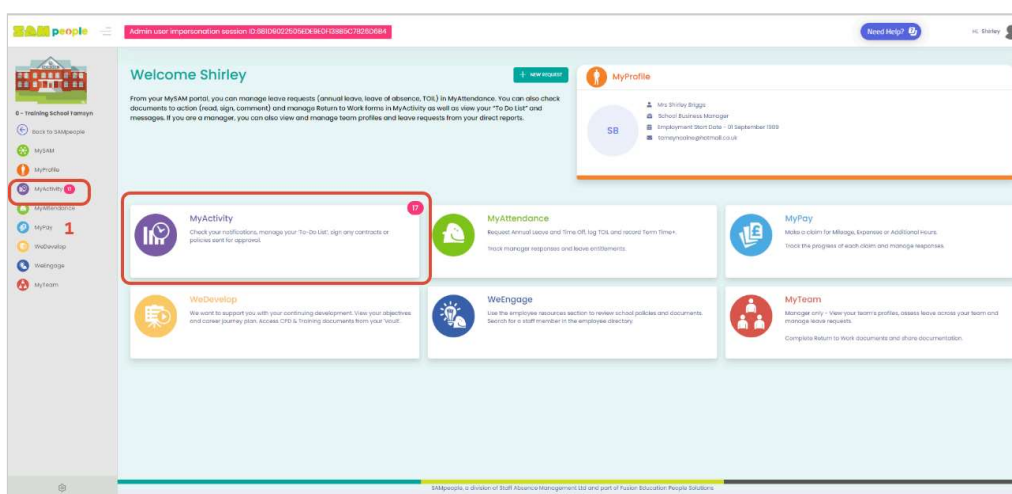 SAMpeople
Admin user impersonation session ID:
Need Help?
Hi, Shirley
0 - Training School Tamsyn
Back to SAMpeople
MySAM
MyProfile
MyActivity
MyAttendance
MyPay
1
WeDevelop
WeEngage
MyTeam
Welcome Shirley
+ NEW REQUEST
From your MySAM portal, you can manage leave requests (annual leave, leave of absence, TOIL) in MyAttendance. You can also check
documents to action (read, sign, comment) and manage Return to Work forms in MyActivity as well as view your "To Do List" and
messages. If you are a manager, you can also view and manage team profiles and leave requests from your direct reports.
MyProfile
SB
Mrs Shirley Briggs
School Business Manager
Employment Start Date - 01 September 1989
MyActivity
17
Check your notifications, manage your 'To-Do List', sign any contracts or
policies sent for approval.
MyAttendance
Request Annual Leave and Time Off, log TOIL and record Term Time+.
Track manager responses and leave entitlements.
MyPay
Make a claim for Mileage, Expenses or Additional Hours.
Track the progress of each claim and manage responses.
WeDevelop
We want to support you with your continuing development. View your objectives
and career journey plan. Access CPD & Training documents from your 'Vault'.
WeEngage
Use the employee resources section to review school policies and documents.
Search for a staff member in the employee directory.
MyTeam
Manager only - View your team's profiles, assess leave across your team and
manage leave requests.
Complete Return to Work documents and share documentation.
SAMpeople, a division of Staff Absence Management Ltd and part of Fusion Education People Solutions